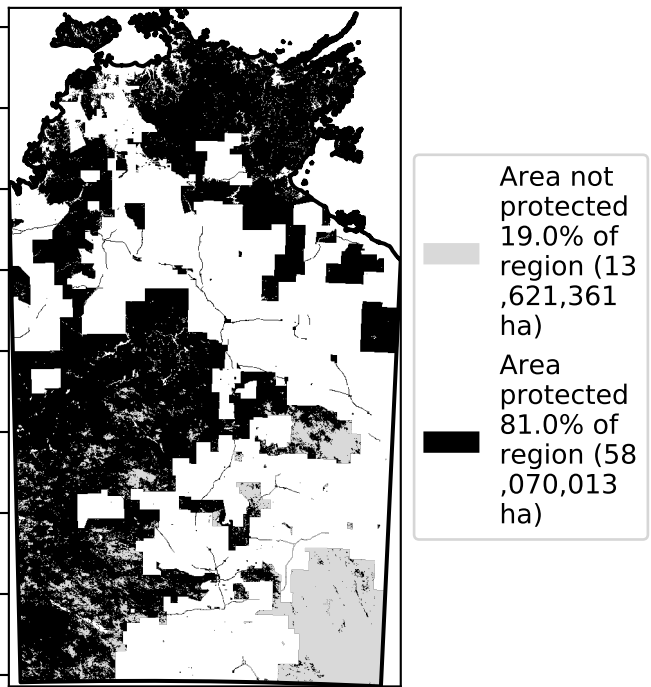 Area not
protected
19.0% of
region (13
,621,361
ha)
Area
protected
81.0% of
region (58
,070,013
ha)